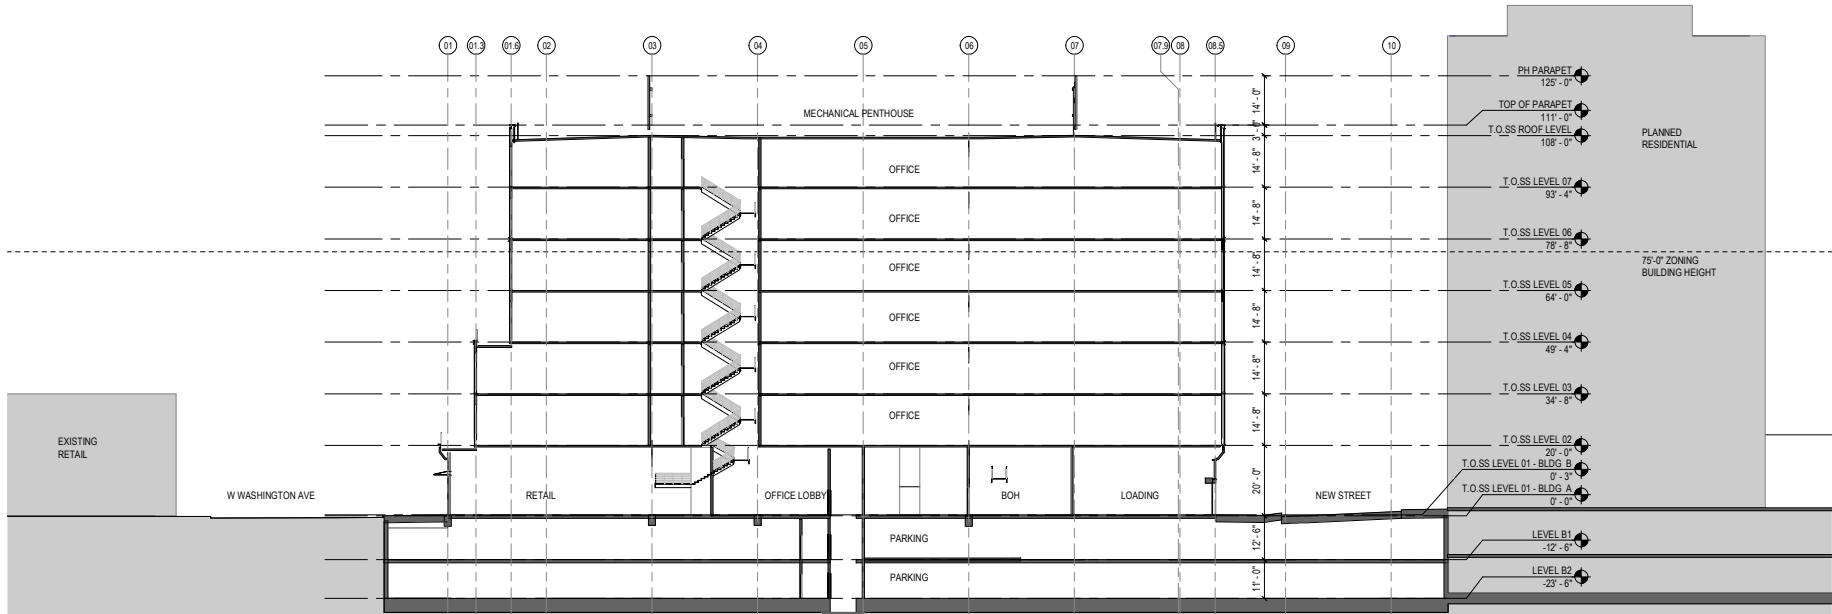 01
01.3
01.6
02
03
04
05
06
07
07.9
08
08.5
09
10
PH PARAPET
125' - 0"
14' - 0"
TOP OF PARAPET
111' - 0"
MECHANICAL PENTHOUSE
3' - 0"
T.O.SS ROOF LEVEL
108' - 0"
PLANNED
RESIDENTIAL
14' - 8"
OFFICE
T.O.SS LEVEL 07
93' - 4"
14' - 8"
OFFICE
T.O.SS LEVEL 06
78' - 8"
75'-0" ZONING
BUILDING HEIGHT
14' - 8"
OFFICE
T.O.SS LEVEL 05
64' - 0"
14' - 8"
OFFICE
T.O.SS LEVEL 04
49' - 4"
14' - 8"
OFFICE
T.O.SS LEVEL 03
34' - 8"
14' - 8"
OFFICE
T.O.SS LEVEL 02
20' - 0"
EXISTING
RETAIL
T.O.SS LEVEL 01 - BLDG B
0' - 3"
T.O.SS LEVEL 01 - BLDG A
0' - 0"
20' - 0"
W WASHINGTON AVE
RETAIL
OFFICE LOBBY
BOH
LOADING
NEW STREET
12' - 6"
PARKING
LEVEL B1
-12' - 6"
11' - 0"
PARKING
LEVEL B2
-23' - 6"